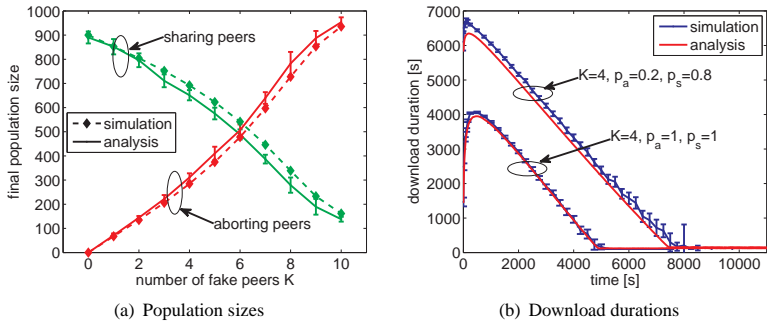 1000
900
800
700
600
500
400
300
200
100
0
final population size
sharing peers
simulation
analysis
aborting peers
0 2 4 6 8 10
number of fake peers K
(a) Population sizes
7000
6000
5000
4000
3000
2000
1000
0
download duration [s]
simulation
analysis
K=4, pa=0.2, ps=0.8
K=4, pa=1, ps=1
0 2000 4000 6000 8000 10000
time [s]
(b) Download durations